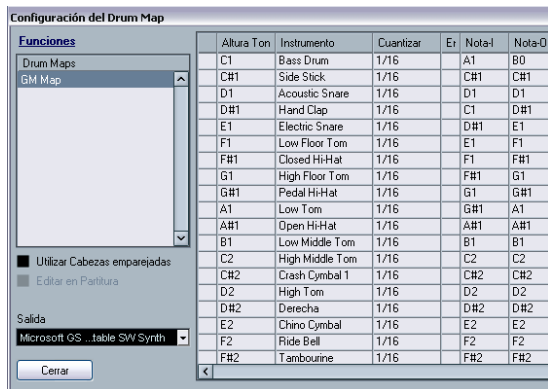 Configuración del Drum Map
Funciones
Drum Maps
GM Map
Utilizar Cabezas emparejadas
Editar en Partitura
Salida
Microsoft GS ...table SW Synth
Cerrar
Altura Ton Instrumento Cuantizar Er Nota-I Nota-O
C1 Bass Drum 1/16 A1 B0
C#1 Side Stick 1/16 C#1 C#1
D1 Acoustic Snare 1/16 D1 D1
D#1 Hand Clap 1/16 C1 D#1
E1 Electric Snare 1/16 D#1 E1
F1 Low Floor Tom 1/16 E1 F1
F#1 Closed Hi-Hat 1/16 F1 F#1
G1 High Floor Tom 1/16 F#1 G1
G#1 Pedal Hi-Hat 1/16 G1 G#1
A1 Low Tom 1/16 G#1 A1
A#1 Open Hi-Hat 1/16 A#1 A#1
B1 Low Middle Tom 1/16 B1 B1
C2 High Middle Tom 1/16 C2 C2
C#2 Crash Cymbal 1 1/16 C#2 C#2
D2 High Tom 1/16 D2 D2
D#2 Derecha 1/16 D#2 D#2
E2 Chino Cymbal 1/16 E2 E2
F2 Ride Bell 1/16 F2 F2
F#2 Tambourine 1/16 F#2 F#2